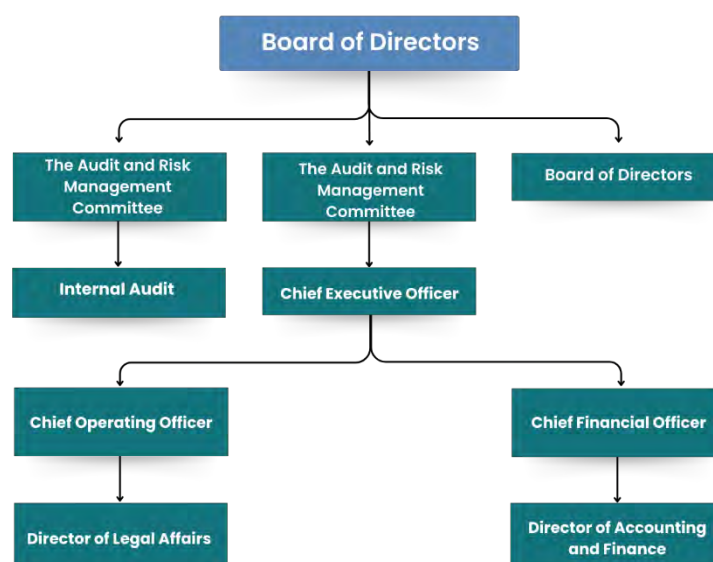 Board of Directors
The Audit and Risk
Management
Committee
The Audit and Risk
Management
Committee
Board of Directors
Internal Audit
Chief Executive Officer
Chief Operating Officer
Chief Financial Officer
Director of Legal Affairs
Director of Accounting
and Finance